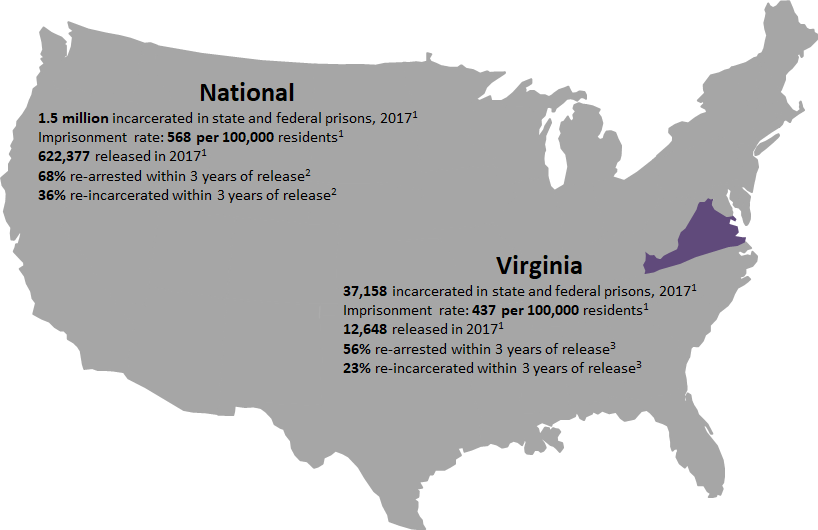 National
1.5 million incarcerated in state and federal prisons, 2017¹
Imprisonment rate: 568 per 100,000 residents¹
622,377 released in 2017¹
68% re-arrested within 3 years of release²
36% re-incarcerated within 3 years of release²
Virginia
37,158 incarcerated in state and federal prisons, 2017¹
Imprisonment rate: 437 per 100,000 residents¹
12,648 released in 2017¹
56% re-arrested within 3 years of release³
23% re-incarcerated within 3 years of release³